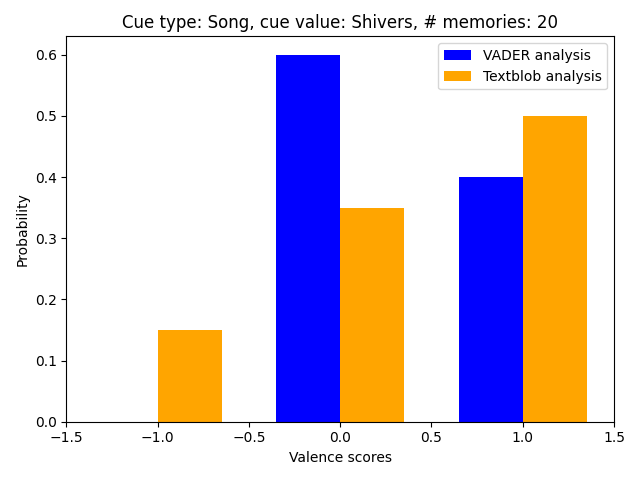 Cue type: Song, cue value: Shivers, # memories: 20
VADER analysis
Textblob analysis
Probability
0.6
0.5
0.4
0.3
0.2
0.1
0.0
−1.5 −1.0 −0.5 0.0 0.5 1.0 1.5
Valence scores